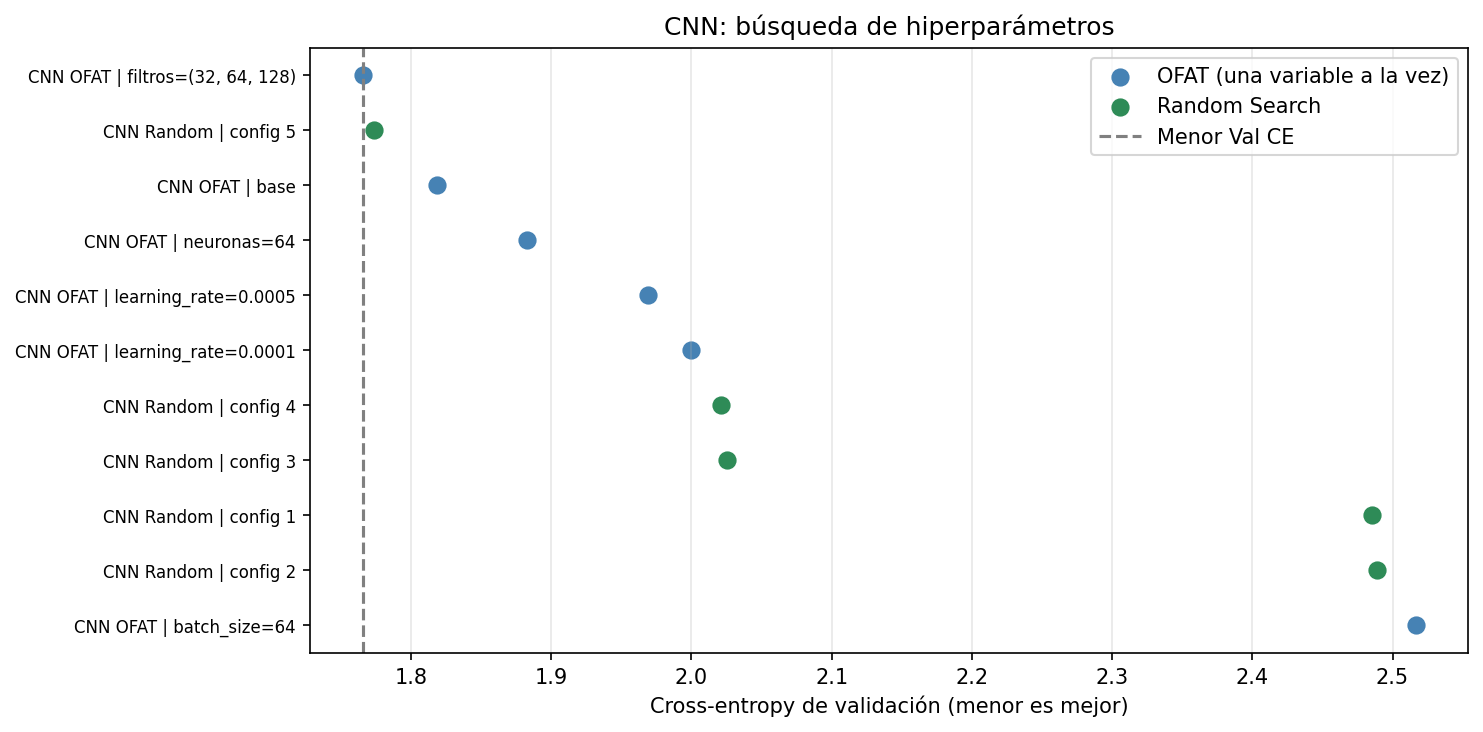 CNN: búsqueda de hiperparámetros
CNN OFAT | filtros=(32, 64, 128)
CNN Random | config 5
CNN OFAT | base
CNN OFAT | neuronas=64
CNN OFAT | learning_rate=0.0005
CNN OFAT | learning_rate=0.0001
CNN Random | config 4
CNN Random | config 3
CNN Random | config 1
CNN Random | config 2
CNN OFAT | batch_size=64
OFAT (una variable a la vez)
Random Search
Menor Val CE
1.8 1.9 2.0 2.1 2.2 2.3 2.4 2.5
Cross-entropy de validación (menor es mejor)